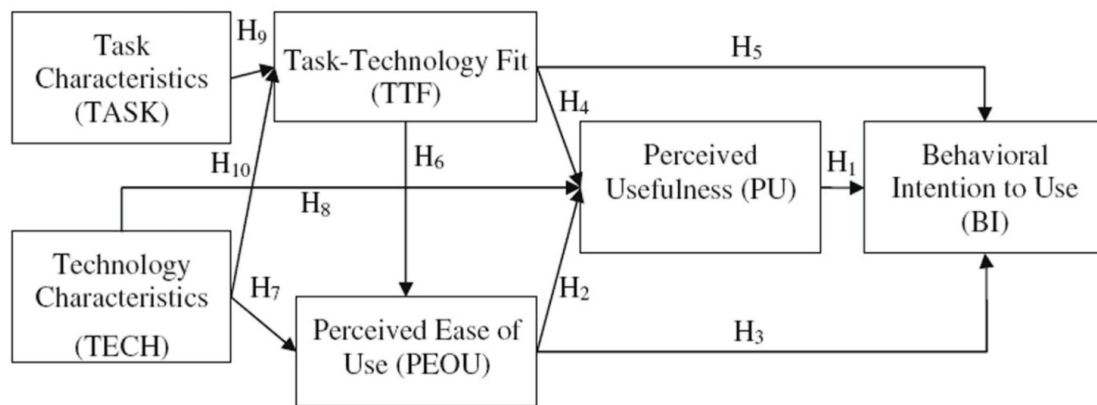 Task
Characteristics
(TASK)
H9
Task-Technology Fit
(TTF)
H5
H4
H10
H6
H8
Perceived
Usefulness (PU)
H1
Behavioral
Intention to Use
(BI)
Technology
Characteristics
(TECH)
H7
Perceived Ease of
Use (PEOU)
H2
H3